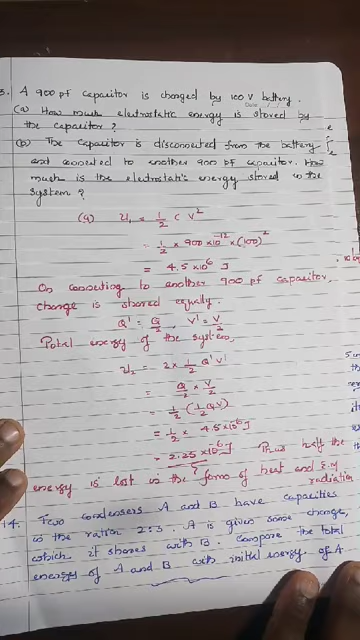 3. A 900 pf capacitor is charged by 100 V battery.
Date
(a) How much electrostatic energy is stored by
the capacitor?
(b) The capacitor is disconnected from the battery
and connected to another 900 pf capacitor. How
much is the electrostatic energy stored in the
system?
(a) U₁ = 1/2 C V²
= 1/2 × 900 × 10⁻¹² × (100)²
= 4.5 × 10⁻⁶ J
On connecting to another 900 pf capacitor,
charge is stored equally.
Q' = Q/2, V' = V/2
Total energy of the system,
U₂ = 2 × 1/2 Q' V'
= Q/2 × V/2
= 1/2 (1/2 QV)
= 1/2 × 4.5 × 10⁻⁶ J
= 2.25 × 10⁻⁶ J Thus half the
energy is lost in the form of heat and E.M
radiation
14. Two condensers A and B have capacities
in the ratio 2:3. A is given some charge,
which it shares with B. Compare the total
energy of A and B with initial energy of A.